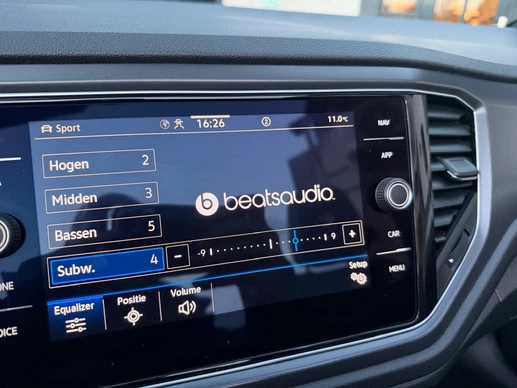 Sport 16:26 2 11.0°C
NAV
APP
Hogen 2
Midden 3
beatsaudio
Bassen 5
Subw. 4 - -9 9 +
CAR
MENU
Equalizer Positie Volume Setup
ONE
OICE